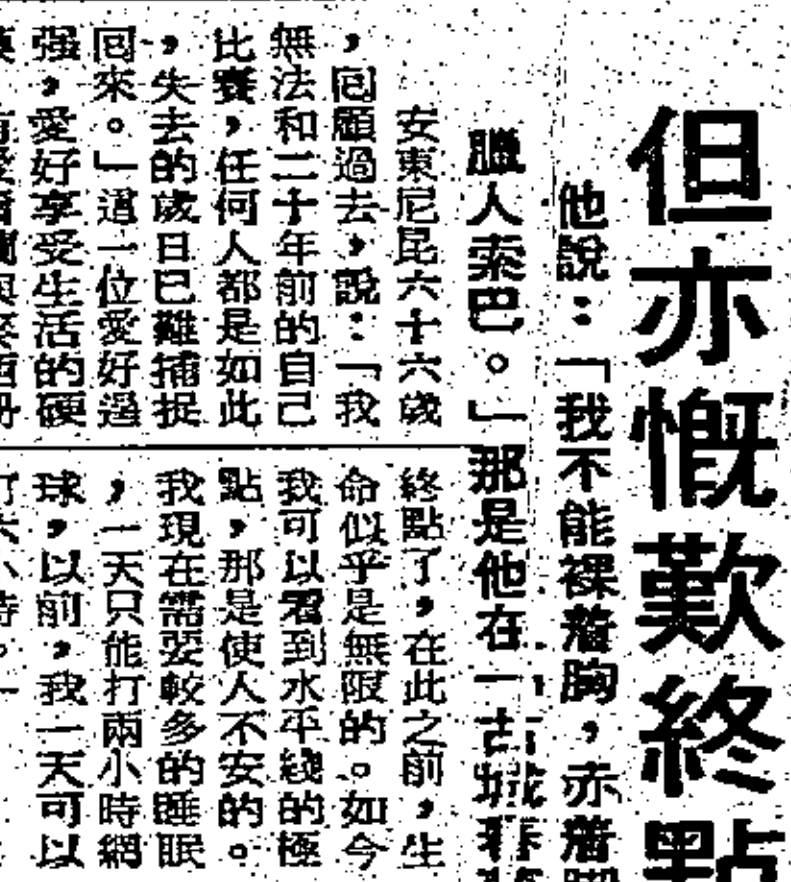 但亦慨歎終點
他說：「我不能裸着胸，赤着
臘人索巴。」那是他在一古城
安東尼昆六十六歲
，回顧過去，說：「我
無法和二十年前的自己
比賽，任何人都是如此
，失去的歲日已難捕捉
回來。」這一位愛好過
强，愛好享受生活的硬
終點了，在此之前，生
命似乎是無限的。如今
我可以看到水平綫的極
點，那是使人不安的。
我現在需要較多的睡眠
，一天只能打兩小時網
球，以前，我一天可以